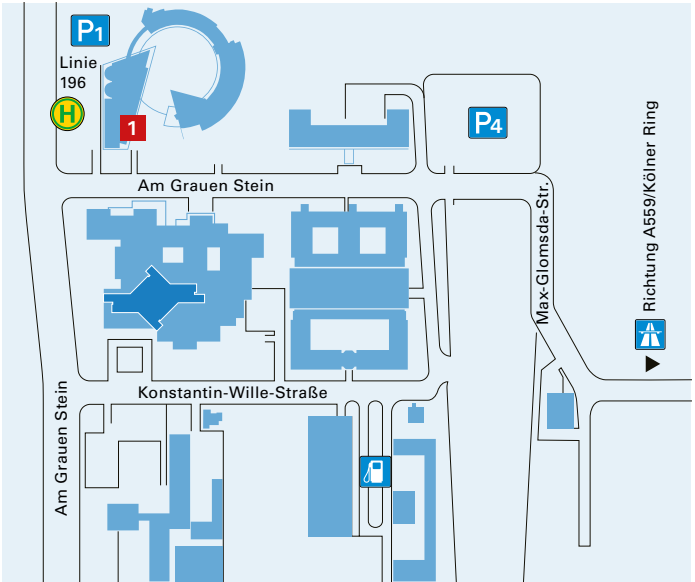 P1
Linie
196
H
1
P4
Am Grauen Stein
Max-Glomsda-Str.
Richtung A559/Kölner Ring
Konstantin-Wille-Straße
Am Grauen Stein